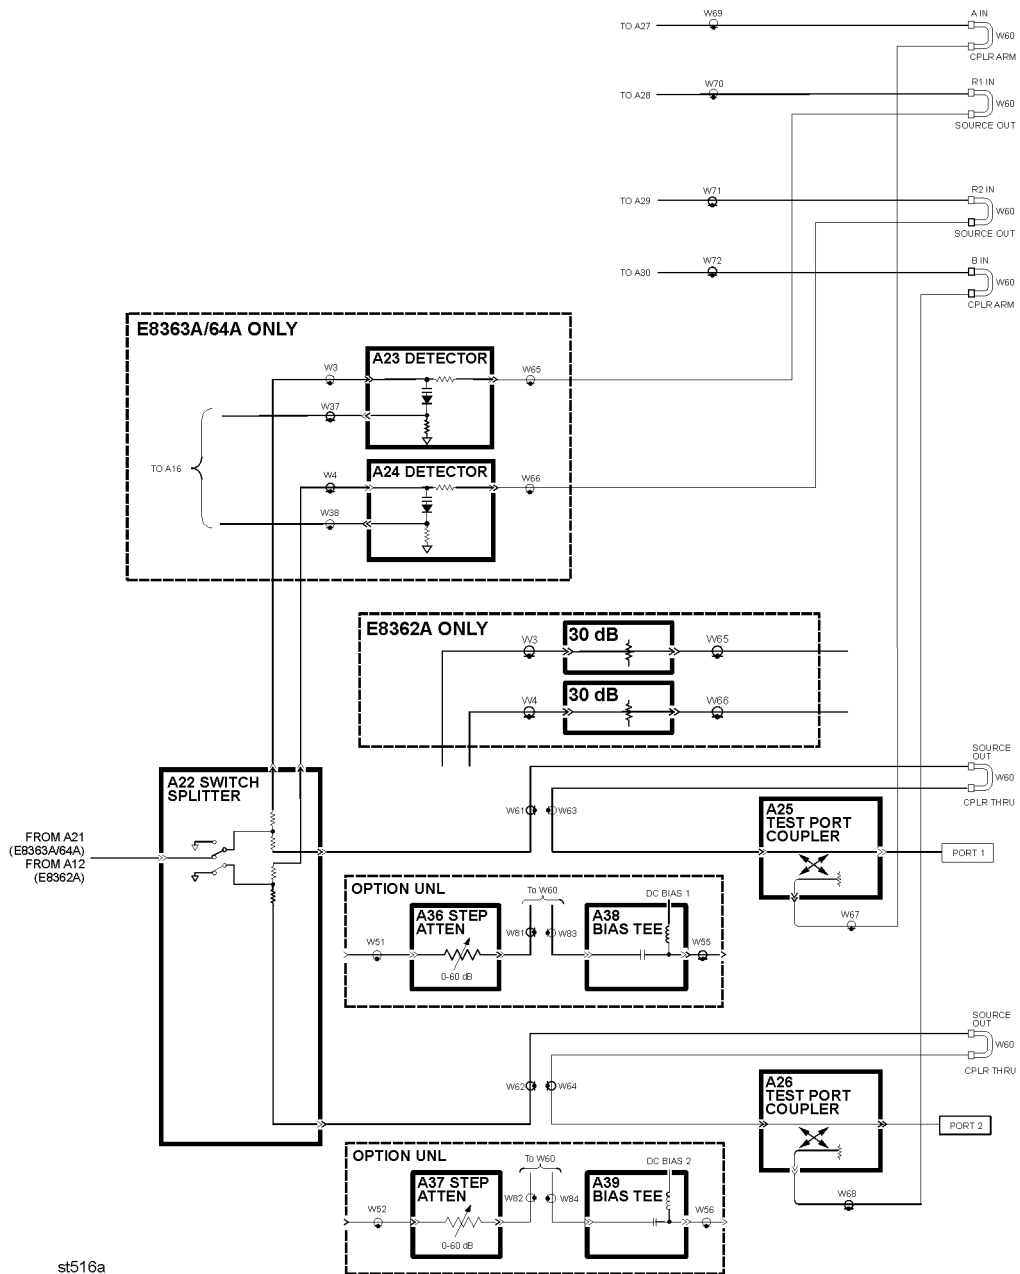 W69
A IN
TO A27
W60
CPLR ARM
W70
R1 IN
TO A28
W60
SOURCE OUT
W71
R2 IN
TO A29
W60
SOURCE OUT
W72
B IN
TO A30
W60
CPLR ARM
E8363A/64A ONLY
A23 DETECTOR
W3
W65
W37
TO A16
A24 DETECTOR
W4
W66
W38
E8362A ONLY
W3
30 dB
W65
W4
30 dB
W66
A22 SWITCH
SPLITTER
SOURCE
OUT
W60
CPLR THRU
W61
W63
A25
TEST PORT
COUPLER
FROM A21
(E8363A/64A)
FROM A12
(E8362A)
PORT 1
OPTION UNL
To W60
DC BIAS 1
A36 STEP
ATTEN
A38
BIAS TEE
W67
W81
W83
W51
W55
0-60 dB
SOURCE
OUT
W60
CPLR THRU
W62
W64
A26
TEST PORT
COUPLER
PORT 2
OPTION UNL
To W60
DC BIAS 2
A37 STEP
ATTEN
A39
BIAS TEE
W68
W82
W84
W52
W56
0-60 dB
st516a